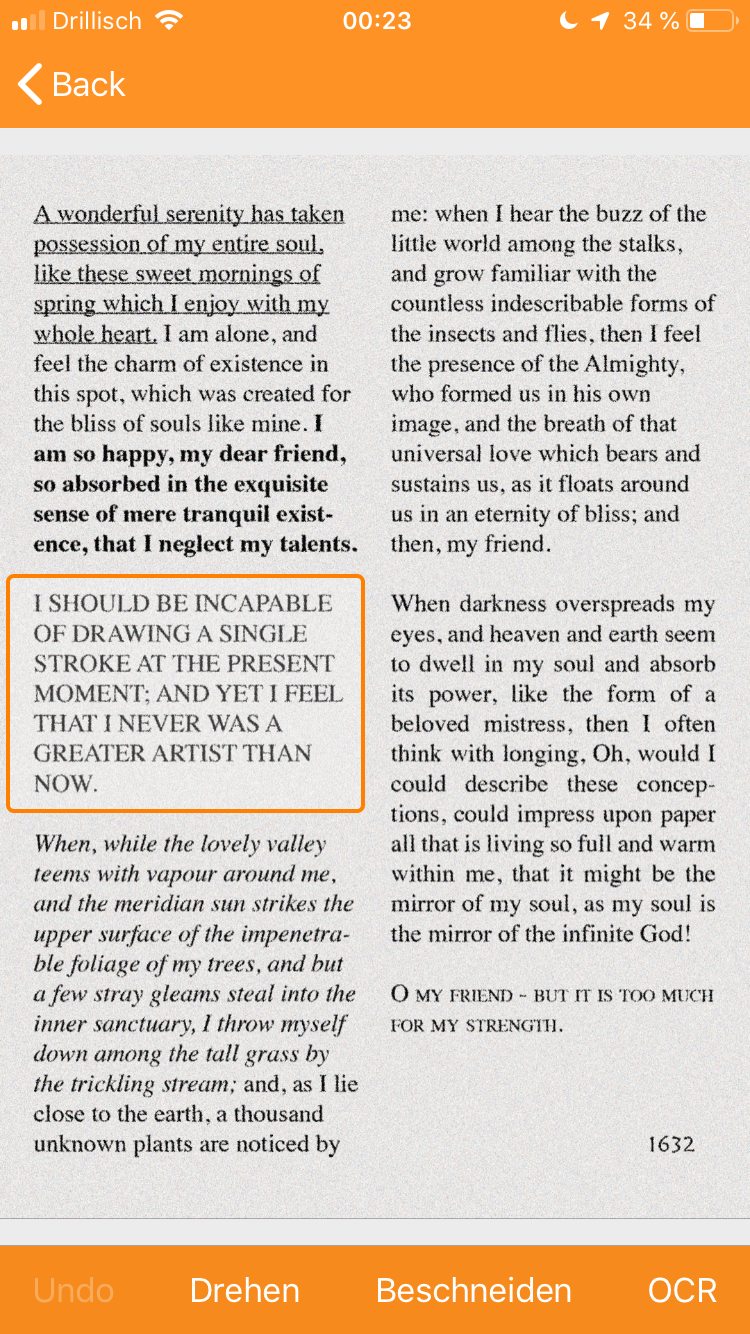 Drillisch 00:23 34 %
Back
A wonderful serenity has taken
possession of my entire soul,
like these sweet mornings of
spring which I enjoy with my
whole heart. I am alone, and
feel the charm of existence in
this spot, which was created for
the bliss of souls like mine. I
am so happy, my dear friend,
so absorbed in the exquisite
sense of mere tranquil exist-
ence, that I neglect my talents.
I SHOULD BE INCAPABLE
OF DRAWING A SINGLE
STROKE AT THE PRESENT
MOMENT; AND YET I FEEL
THAT I NEVER WAS A
GREATER ARTIST THAN
NOW.
When, while the lovely valley
teems with vapour around me,
and the meridian sun strikes the
upper surface of the impenetra-
ble foliage of my trees, and but
a few stray gleams steal into the
inner sanctuary, I throw myself
down among the tall grass by
the trickling stream; and, as I lie
close to the earth, a thousand
unknown plants are noticed by
me: when I hear the buzz of the
little world among the stalks,
and grow familiar with the
countless indescribable forms of
the insects and flies, then I feel
the presence of the Almighty,
who formed us in his own
image, and the breath of that
universal love which bears and
sustains us, as it floats around
us in an eternity of bliss; and
then, my friend.
When darkness overspreads my
eyes, and heaven and earth seem
to dwell in my soul and absorb
its power, like the form of a
beloved mistress, then I often
think with longing, Oh, would I
could describe these concep-
tions, could impress upon paper
all that is living so full and warm
within me, that it might be the
mirror of my soul, as my soul is
the mirror of the infinite God!
O MY FRIEND - BUT IT IS TOO MUCH
FOR MY STRENGTH.
1632
Undo Drehen Beschneiden OCR